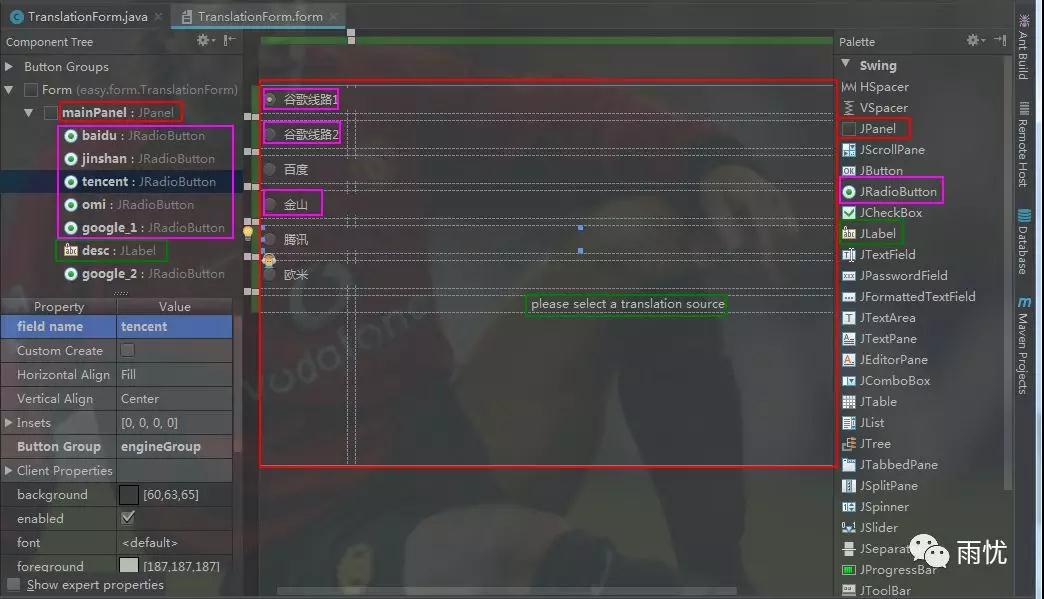 TranslationForm.java
TranslationForm.form
Component Tree
Button Groups
Form (easy.form.TranslationForm)
mainPanel : JPanel
baidu : JRadioButton
jinshan : JRadioButton
tencent : JRadioButton
omi : JRadioButton
google_1 : JRadioButton
desc : JLabel
google_2 : JRadioButton
Property Value
field name tencent
Custom Create
Horizontal Align Fill
Vertical Align Center
Insets [0, 0, 0, 0]
Button Group engineGroup
Client Properties
background [60,63,65]
enabled
font <default>
foreground [187,187,187]
Show expert properties
谷歌线路1
谷歌线路2
百度
金山
腾讯
欧米
please select a translation source
vodafone
Palette
Swing
HSpacer
VSpacer
JPanel
JScrollPane
JButton
JRadioButton
JCheckBox
JLabel
JTextField
JPasswordField
JFormattedTextField
JTextArea
JTextPane
JEditorPane
JComboBox
JTable
JList
JTree
JTabbedPane
JSplitPane
JSpinner
JSlider
JSeparat
JProgressBar
JToolBar
Ant Build
Remote Host
Database
Maven Projects
雨忧